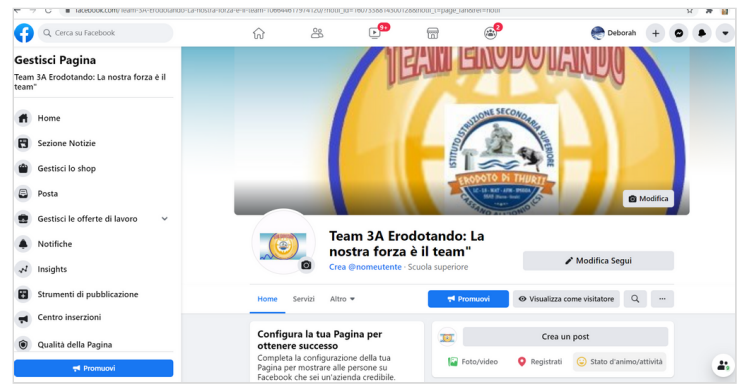 Cerca su Facebook
9+
2
Deborah
Gestisci Pagina
Team 3A Erodotando: La nostra forza è il
team"
Home
Sezione Notizie
Gestisci lo shop
Posta
Gestisci le offerte di lavoro
Notifiche
Insights
Strumenti di pubblicazione
Centro inserzioni
Qualità della Pagina
Promuovi
TEAM ERODOTANDO
ISTITUTO ISTRUZIONE SECONDARIA SUPERIORE
ERODOTO DI THURII
CASSANO ALL'IONIO (CS)
Modifica
Team 3A Erodotando: La
nostra forza è il team"
Crea @nomeutente · Scuola superiore
Modifica Segui
Home
Servizi
Altro
Promuovi
Visualizza come visitatore
Configura la tua Pagina per
ottenere successo
Completa la configurazione della tua
Pagina per mostrare alle persone su
Facebook che sei un'azienda credibile.
Crea un post
Foto/video
Registrati
Stato d'animo/attività